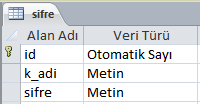 sifre
Alan Adı Veri Türü
id Otomatik Sayı
k_adi Metin
sifre Metin